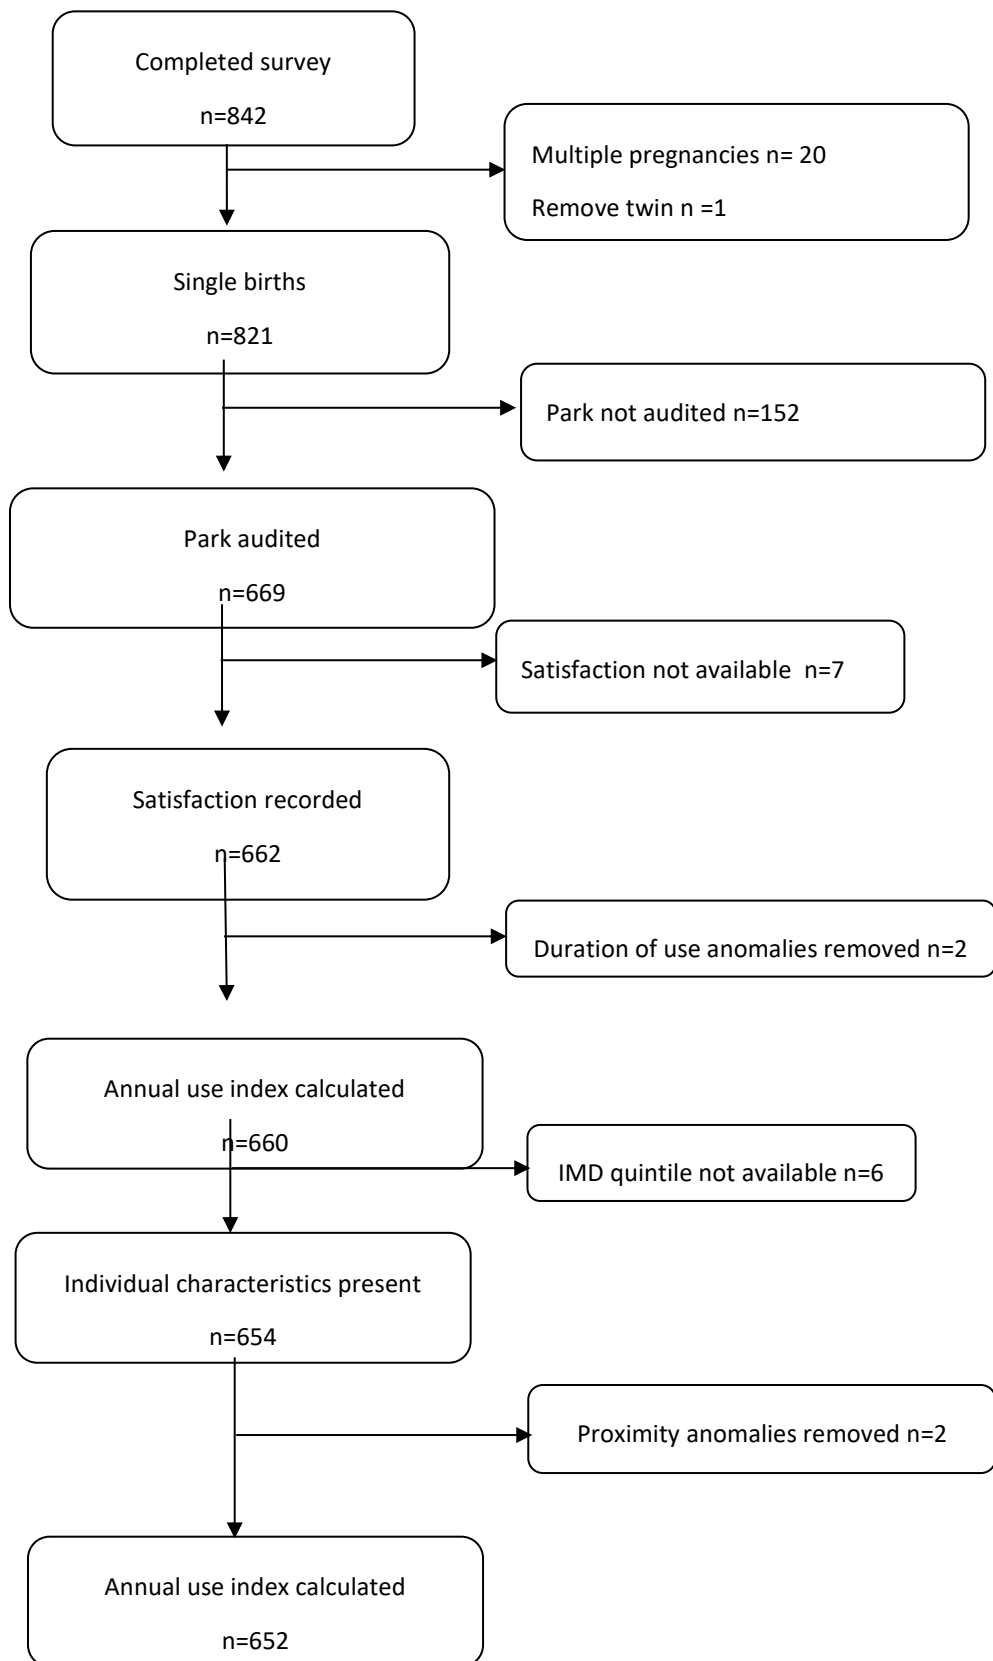 Completed survey
n=842
Multiple pregnancies n= 20
Remove twin n =1
Single births
n=821
Park not audited n=152
Park audited
n=669
Satisfaction not available  n=7
Satisfaction recorded
n=662
Duration of use anomalies removed n=2
Annual use index calculated
n=660
IMD quintile not available n=6
Individual characteristics present
n=654
Proximity anomalies removed n=2
Annual use index calculated
n=652